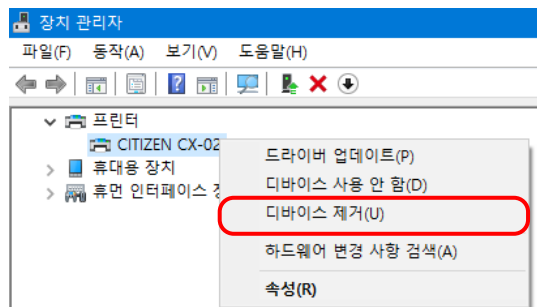 장치 관리자
파일(F) 동작(A) 보기(V) 도움말(H)
프린터
CITIZEN CX-02
휴대용 장치
휴먼 인터페이스
드라이버 업데이트(P)
디바이스 사용 안 함(D)
디바이스 제거(U)
하드웨어 변경 사항 검색(A)
속성(R)